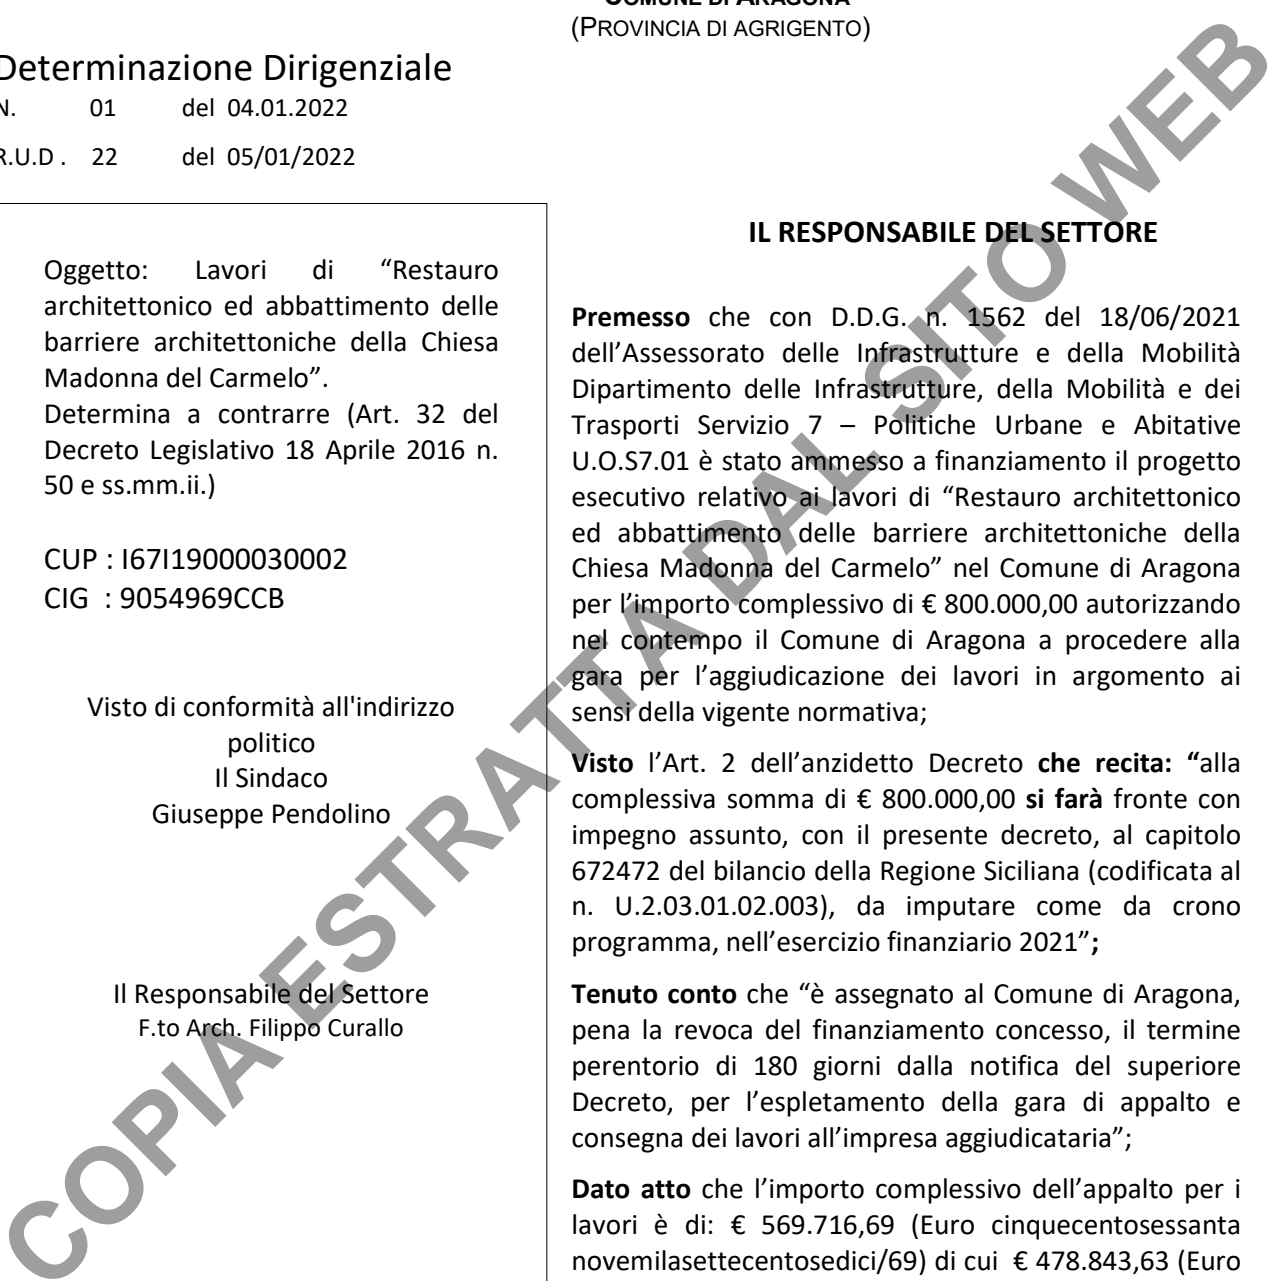 COMUNE DI ARAGONA
(PROVINCIA DI AGRIGENTO)
Determinazione Dirigenziale
N. 01 del 04.01.2022
R.U.D . 22 del 05/01/2022
Oggetto: Lavori di “Restauro
architettonico ed abbattimento delle
barriere architettoniche della Chiesa
Madonna del Carmelo”.
Determina a contrarre (Art. 32 del
Decreto Legislativo 18 Aprile 2016 n.
50 e ss.mm.ii.)
CUP : I67I19000030002
CIG : 9054969CCB
Visto di conformità all'indirizzo
politico
Il Sindaco
Giuseppe Pendolino
Il Responsabile del Settore
F.to Arch. Filippo Curallo
IL RESPONSABILE DEL SETTORE
Premesso che con D.D.G. n. 1562 del 18/06/2021
dell’Assessorato delle Infrastrutture e della Mobilità
Dipartimento delle Infrastrutture, della Mobilità e dei
Trasporti Servizio 7 – Politiche Urbane e Abitative
U.O.S7.01 è stato ammesso a finanziamento il progetto
esecutivo relativo ai lavori di “Restauro architettonico
ed abbattimento delle barriere architettoniche della
Chiesa Madonna del Carmelo” nel Comune di Aragona
per l’importo complessivo di € 800.000,00 autorizzando
nel contempo il Comune di Aragona a procedere alla
gara per l’aggiudicazione dei lavori in argomento ai
sensi della vigente normativa;
Visto l’Art. 2 dell’anzidetto Decreto che recita: “alla
complessiva somma di € 800.000,00 si farà fronte con
impegno assunto, con il presente decreto, al capitolo
672472 del bilancio della Regione Siciliana (codificata al
n. U.2.03.01.02.003), da imputare come da crono
programma, nell’esercizio finanziario 2021”;
Tenuto conto che “è assegnato al Comune di Aragona,
pena la revoca del finanziamento concesso, il termine
perentorio di 180 giorni dalla notifica del superiore
Decreto, per l’espletamento della gara di appalto e
consegna dei lavori all’impresa aggiudicataria”;
Dato atto che l’importo complessivo dell’appalto per i
lavori è di: € 569.716,69 (Euro cinquecentosessanta
novemilasettecentosedici/69) di cui € 478.843,63 (Euro
COPIA ESTRATTA DAL SITO WEB